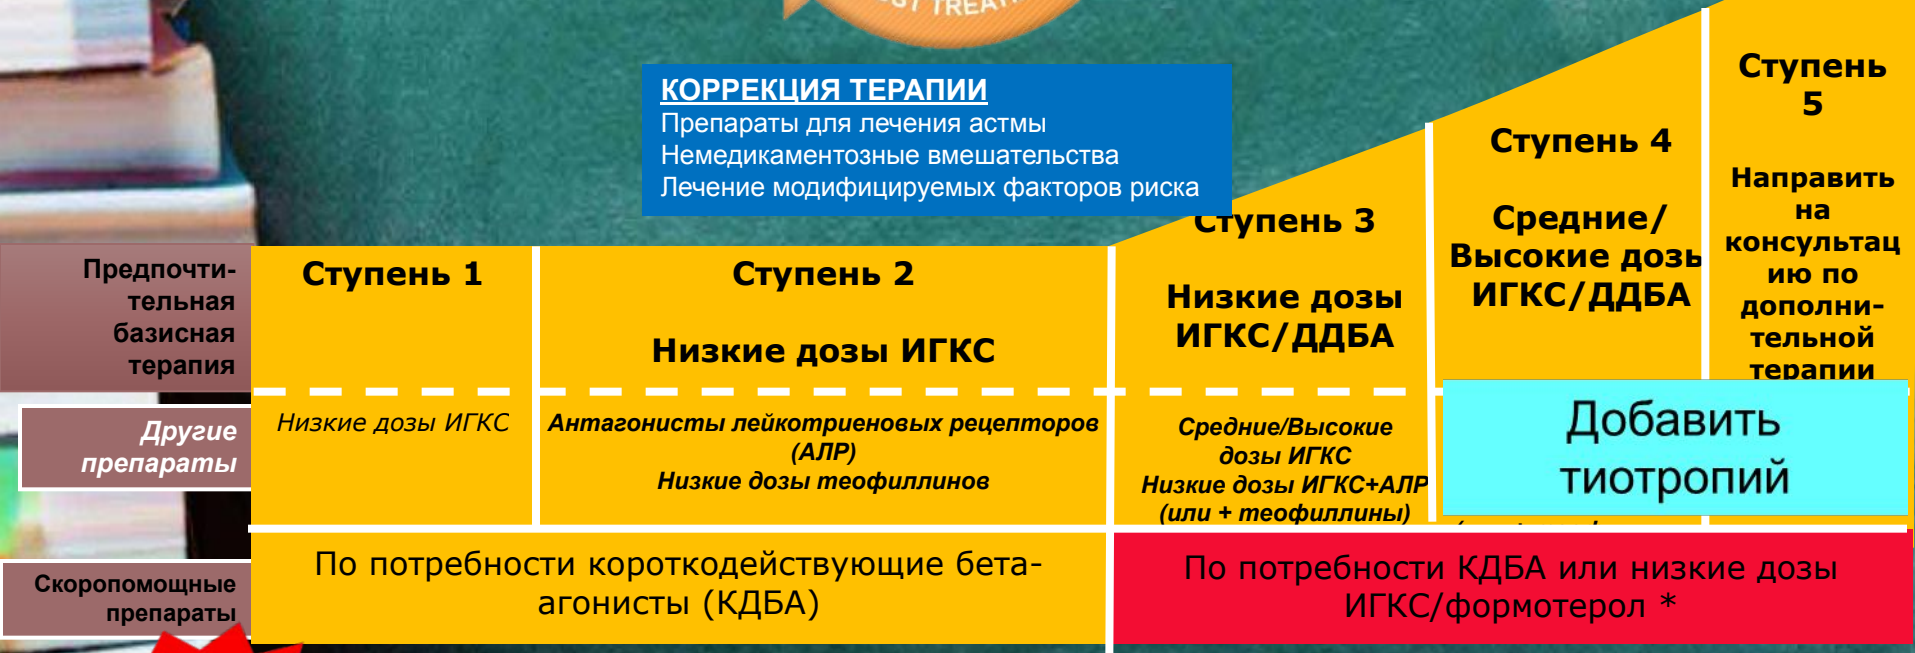 TREAT
КОРРЕКЦИЯ ТЕРАПИИ
Препараты для лечения астмы
Немедикаментозные вмешательства
Лечение модифицируемых факторов риска
Предпочти-
тельная
базисная
терапия
Ступень 1
Ступень 2
Низкие дозы ИГКС
Ступень 3
Низкие дозы
ИГКС/ДДБА
Ступень 4
Средние/
Высокие дозы
ИГКС/ДДБА
Ступень
5
Направить
на
консультац
ию по
дополни-
тельной
терапии
Другие
препараты
Низкие дозы ИГКС
Антагонисты лейкотриеновых рецепторов
(АЛР)
Низкие дозы теофиллинов
Средние/Высокие
дозы ИГКС
Низкие дозы ИГКС+АЛР
(или + теофиллины)
Добавить
тиотропий
Скоропомощные
препараты
По потребности короткодействующие бета-
агонисты (КДБА)
По потребности КДБА или низкие дозы
ИГКС/формотерол *